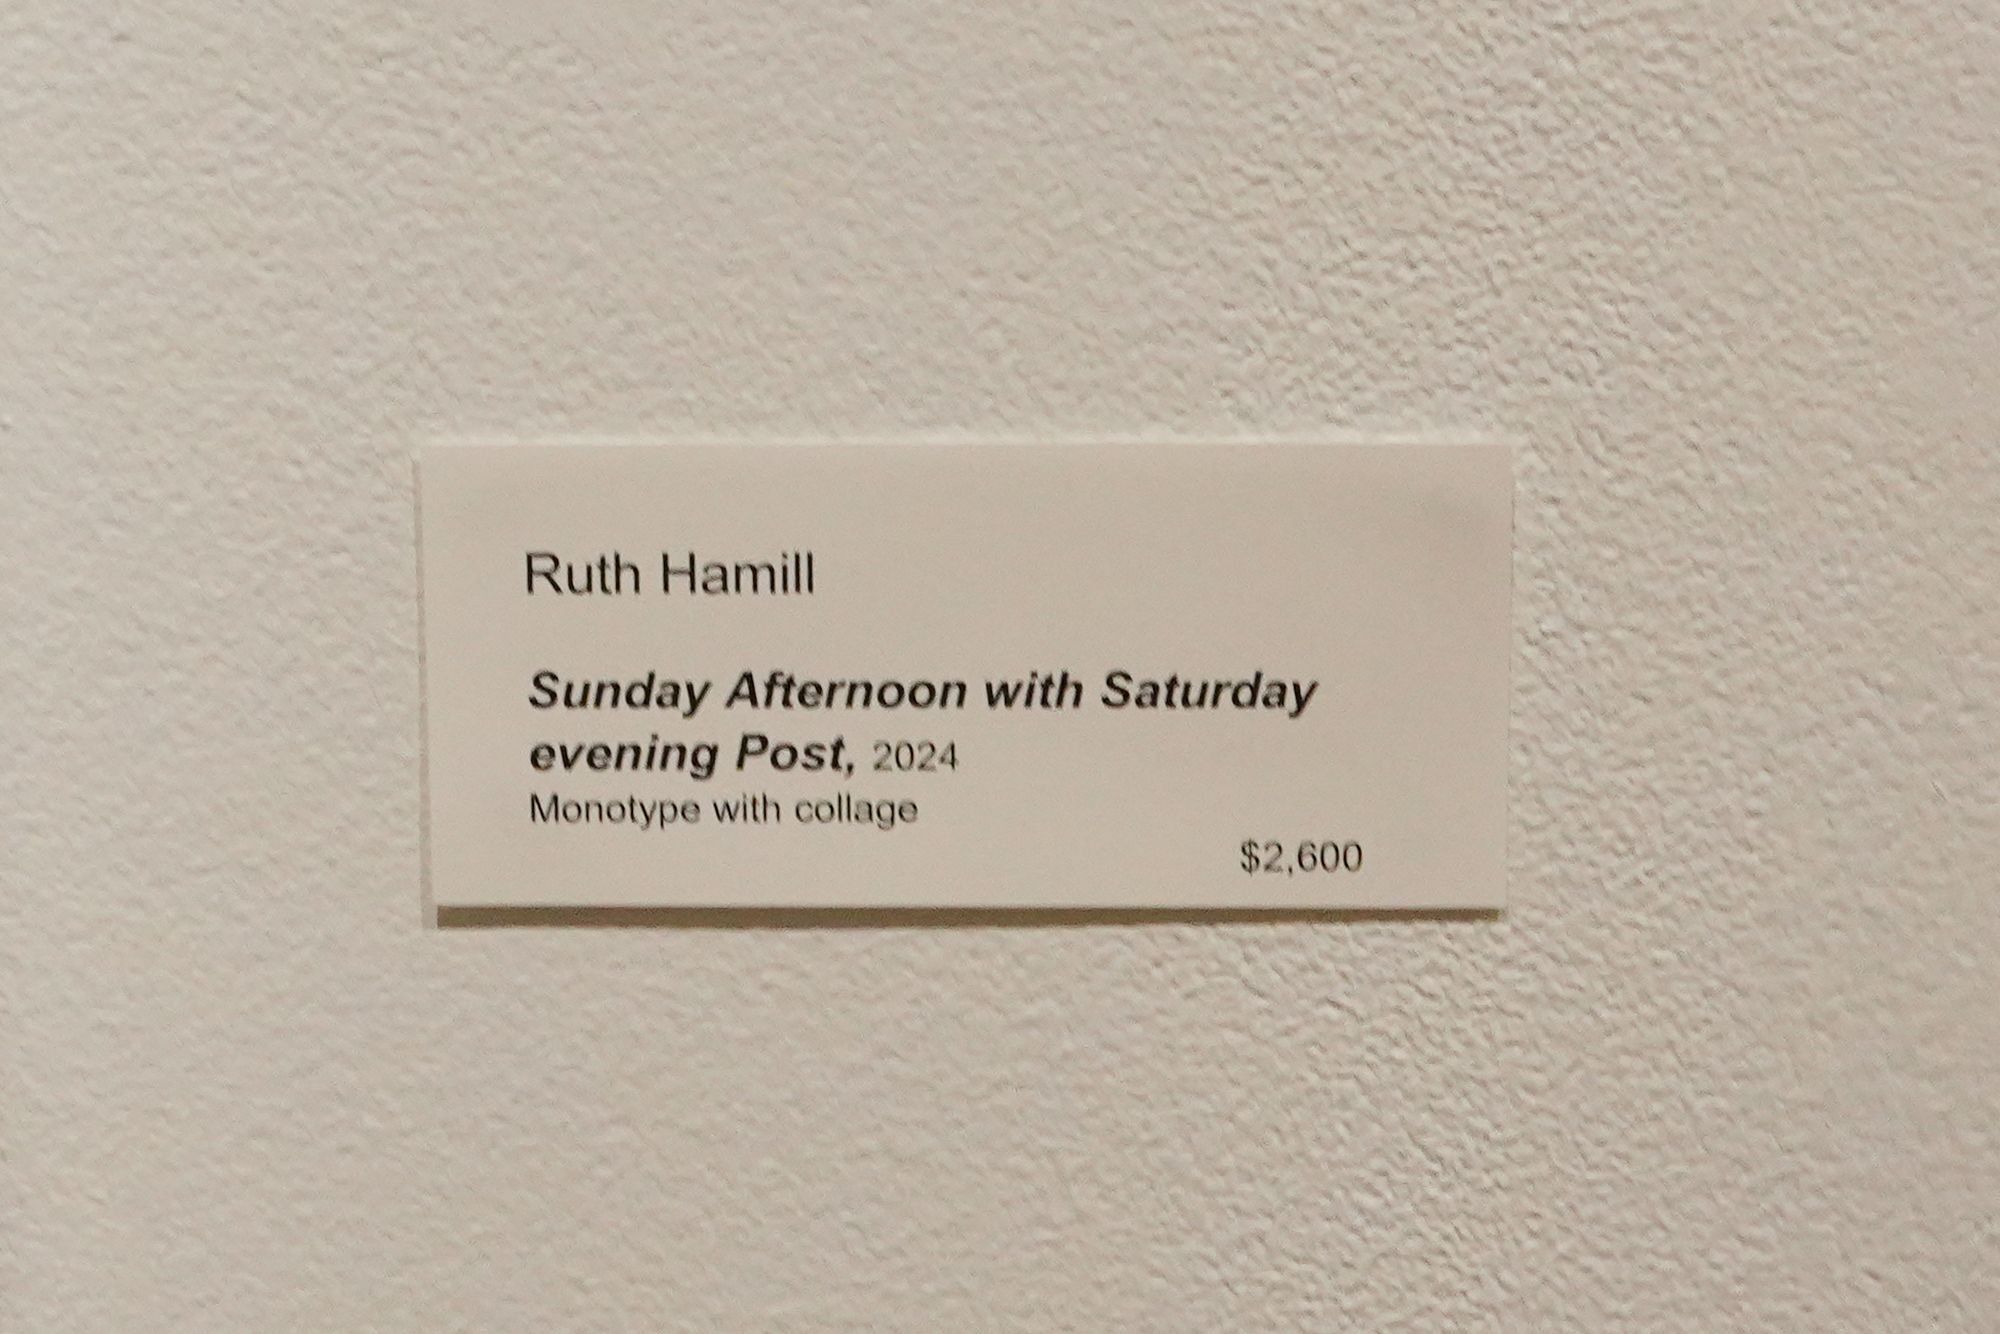 Ruth Hamill
Sunday Afternoon with Saturday
evening Post, 2024
Monotype with collage
$2,600